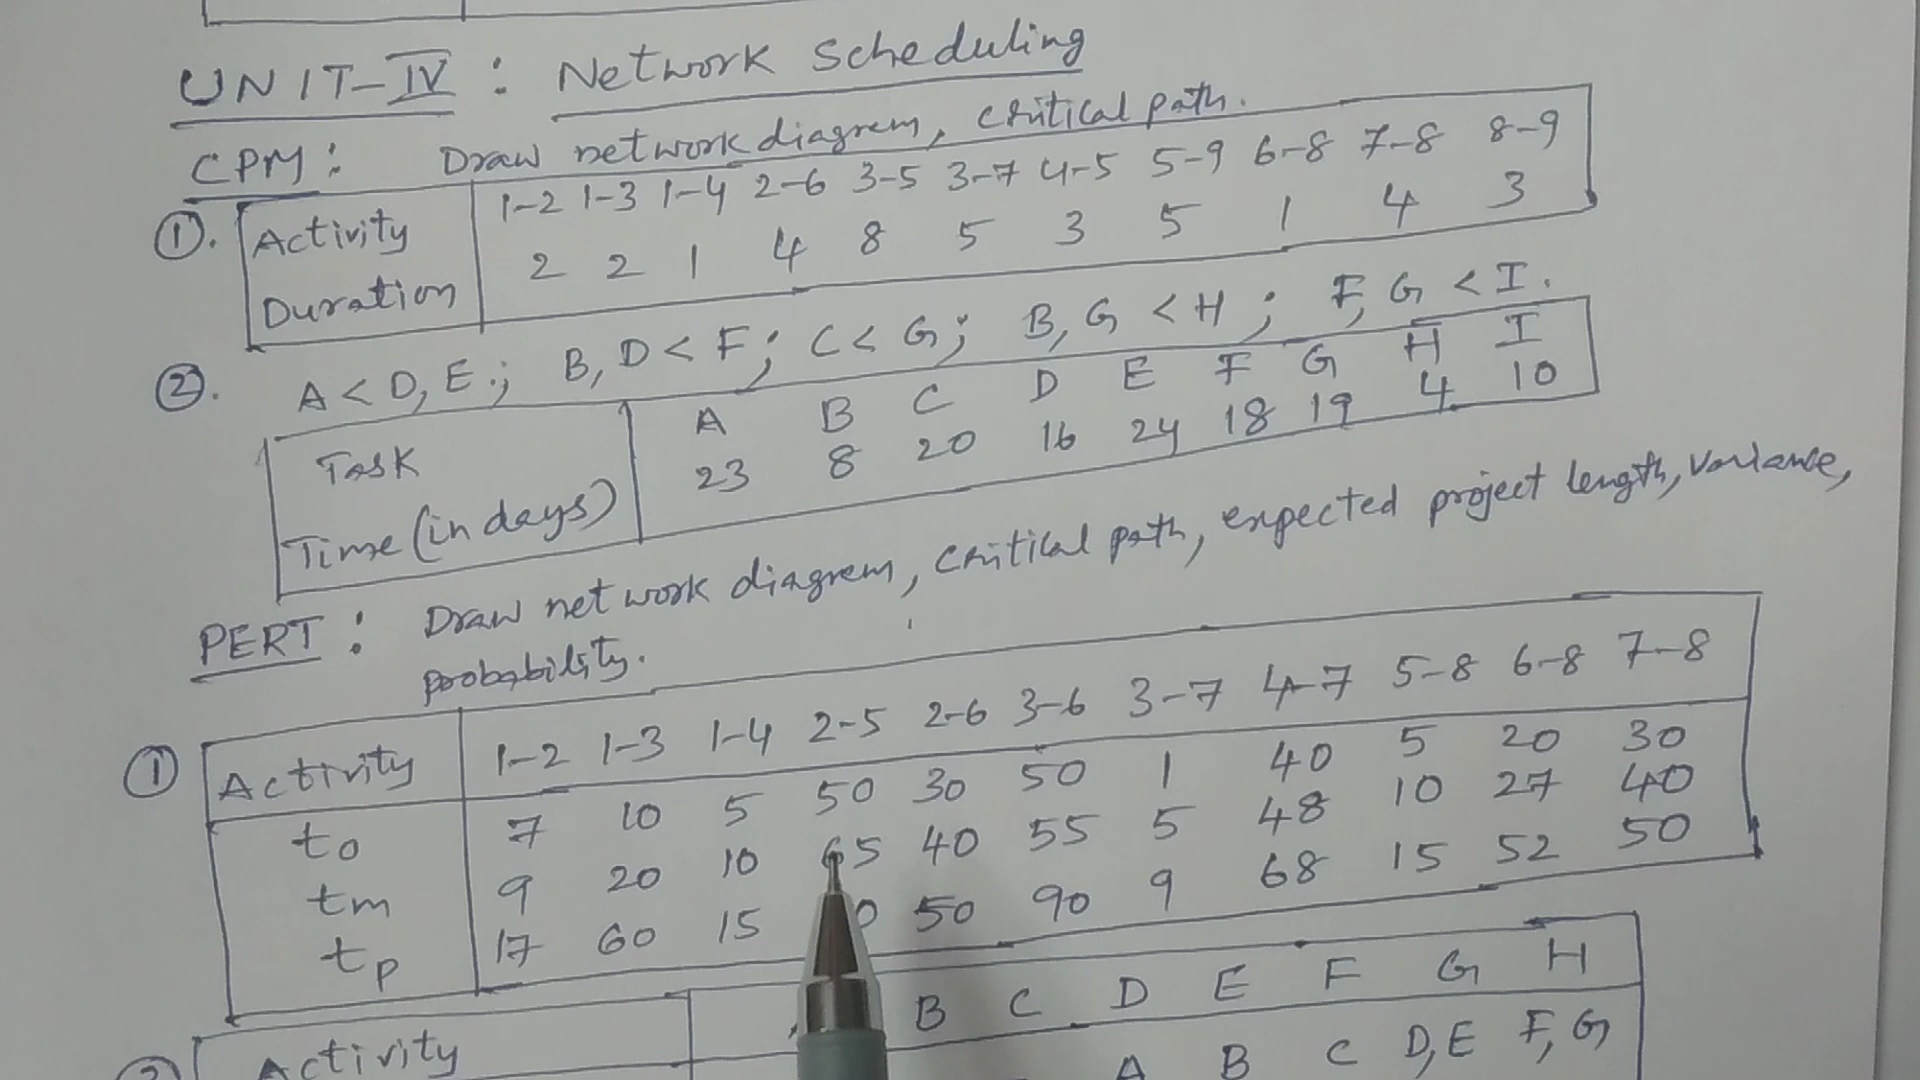 UNIT-IV : Network Scheduling
CPM : Draw network diagram, critical path.
①. Activity 1-2 1-3 1-4 2-6 3-5 3-7 4-5 5-9 6-8 7-8 8-9
Duration 2 2 1 4 8 5 3 5 1 4 3
②. A < D, E ; B, D < F ; C < G ; B, G < H ; F, G < I.
Task A B C D E F G H I
Time (in days) 23 8 20 16 24 18 19 4 10
PERT : Draw network diagram, critical path, expected project length, variance,
probability.
① Activity 1-2 1-3 1-4 2-5 2-6 3-6 3-7 4-7 5-8 6-8 7-8
to 7 10 5 50 30 50 1 40 5 20 30
tm 9 20 10 65 40 55 5 48 10 27 40
tp 17 60 15 50 90 9 68 15 52 50
② Activity B C D E F G H
A B C D,E F,G